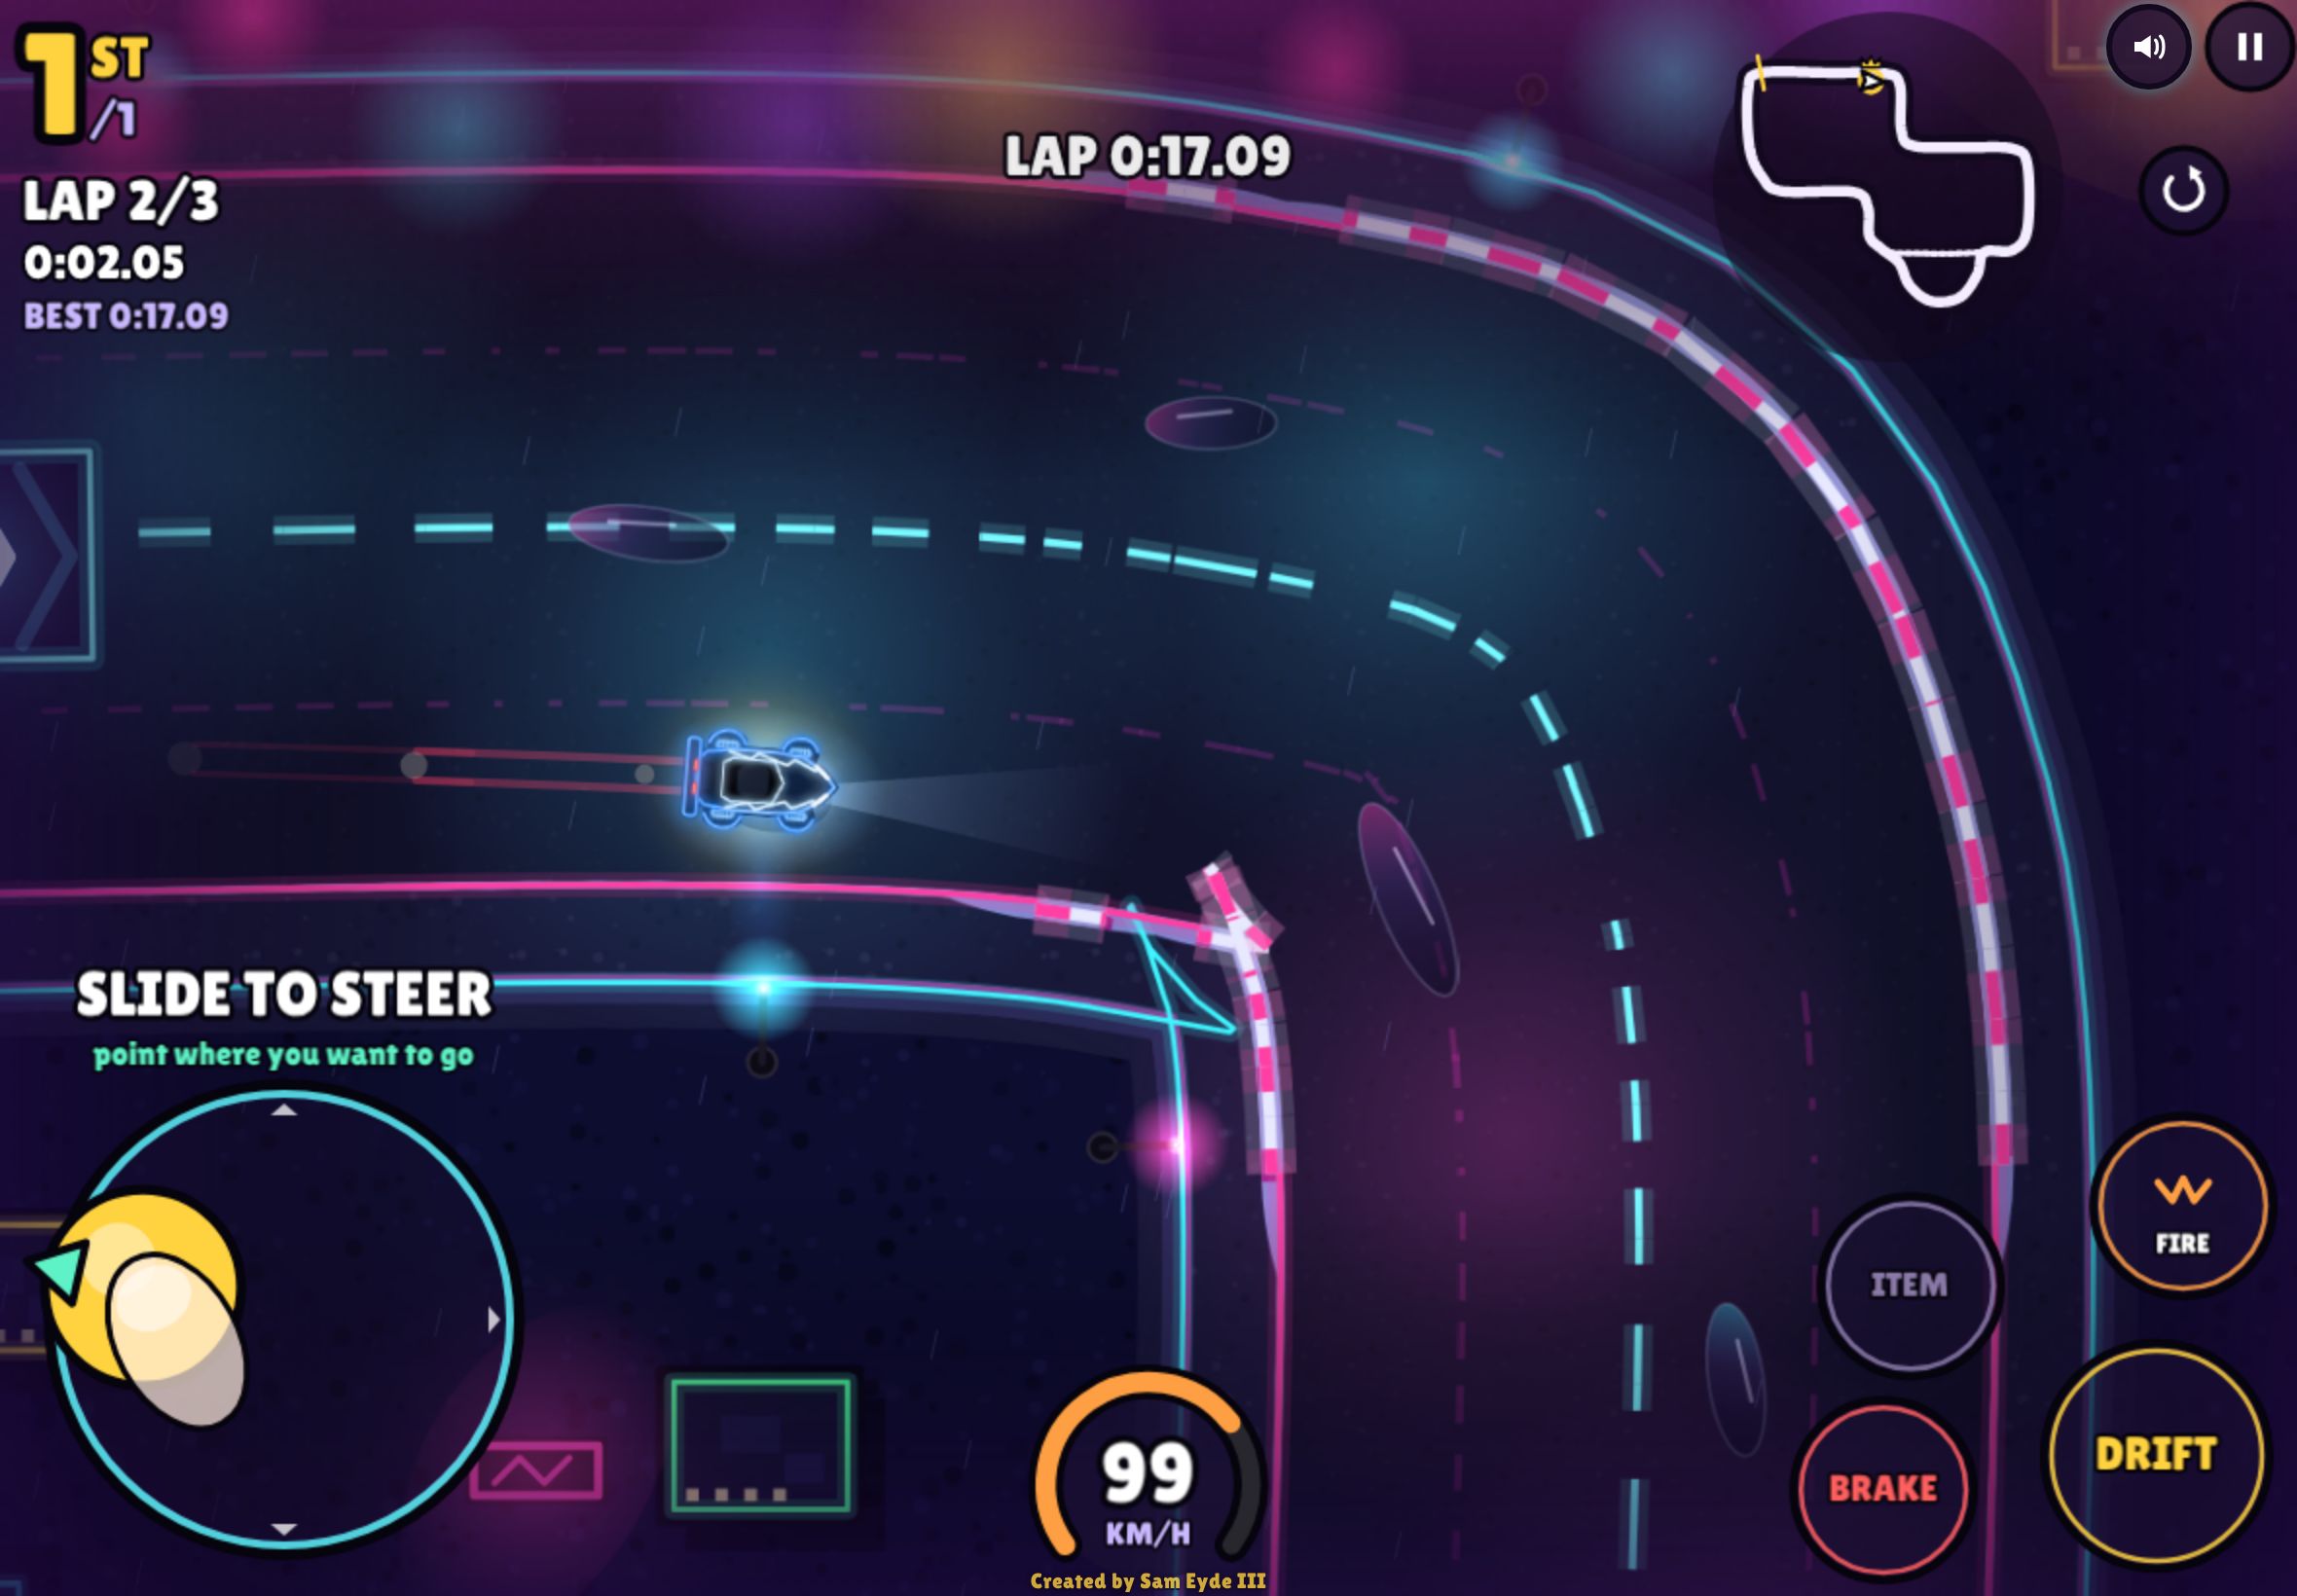 1ST
/1
LAP 2/3
0:02.05
BEST 0:17.09
LAP 0:17.09
SLIDE TO STEER
point where you want to go
FIRE
ITEM
DRIFT
BRAKE
99
KM/H
Created by Sam Eyde III